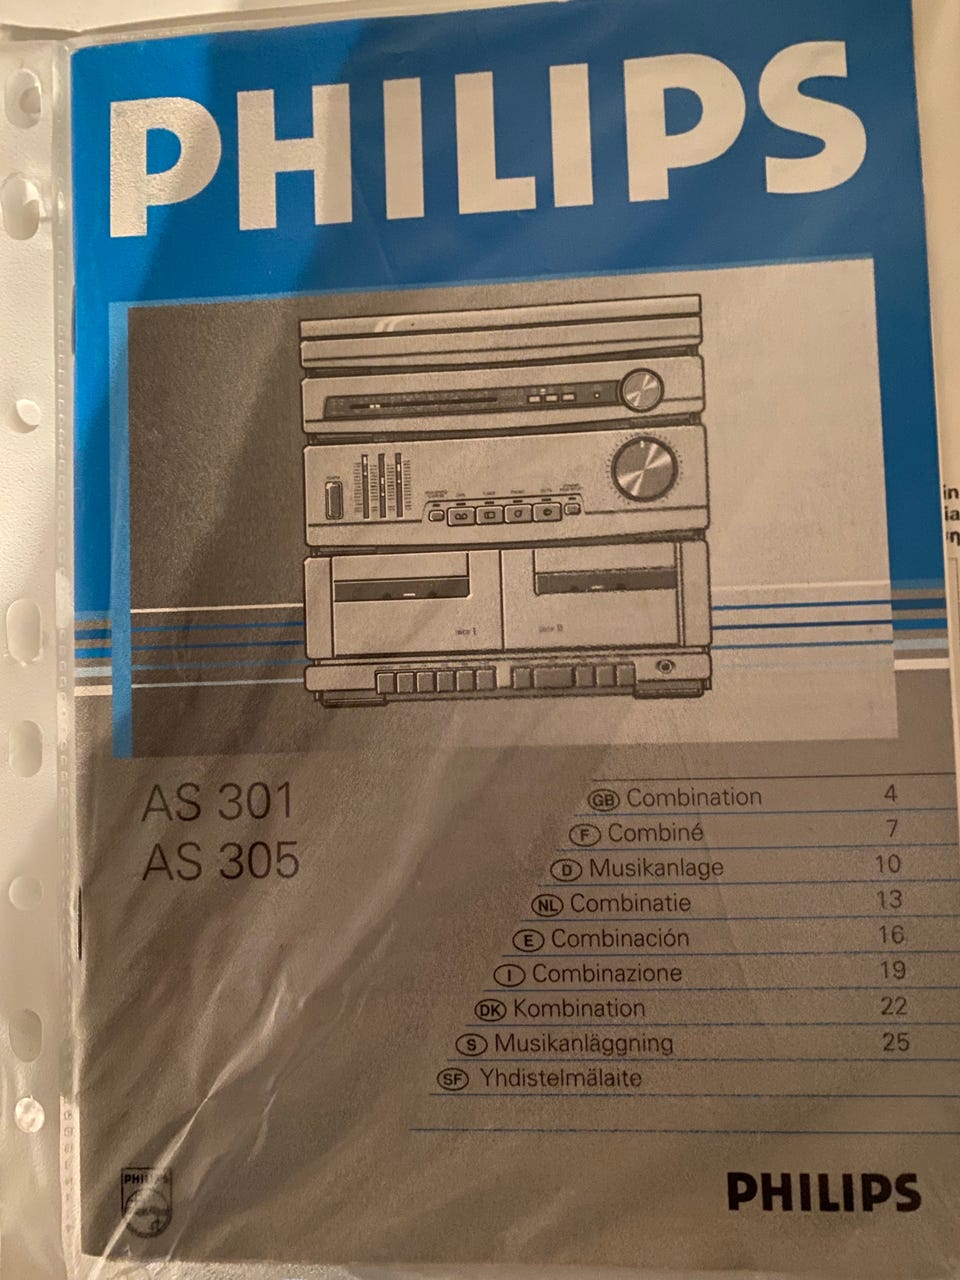 PHILIPS
AS 301
AS 305
GB Combination 4
F Combiné 7
D Musikanlage 10
NL Combinatie 13
E Combinación 16
I Combinazione 19
DK Kombination 22
S Musikanläggning 25
SF Yhdistelmälaite
PHILIPS
PHILIPS